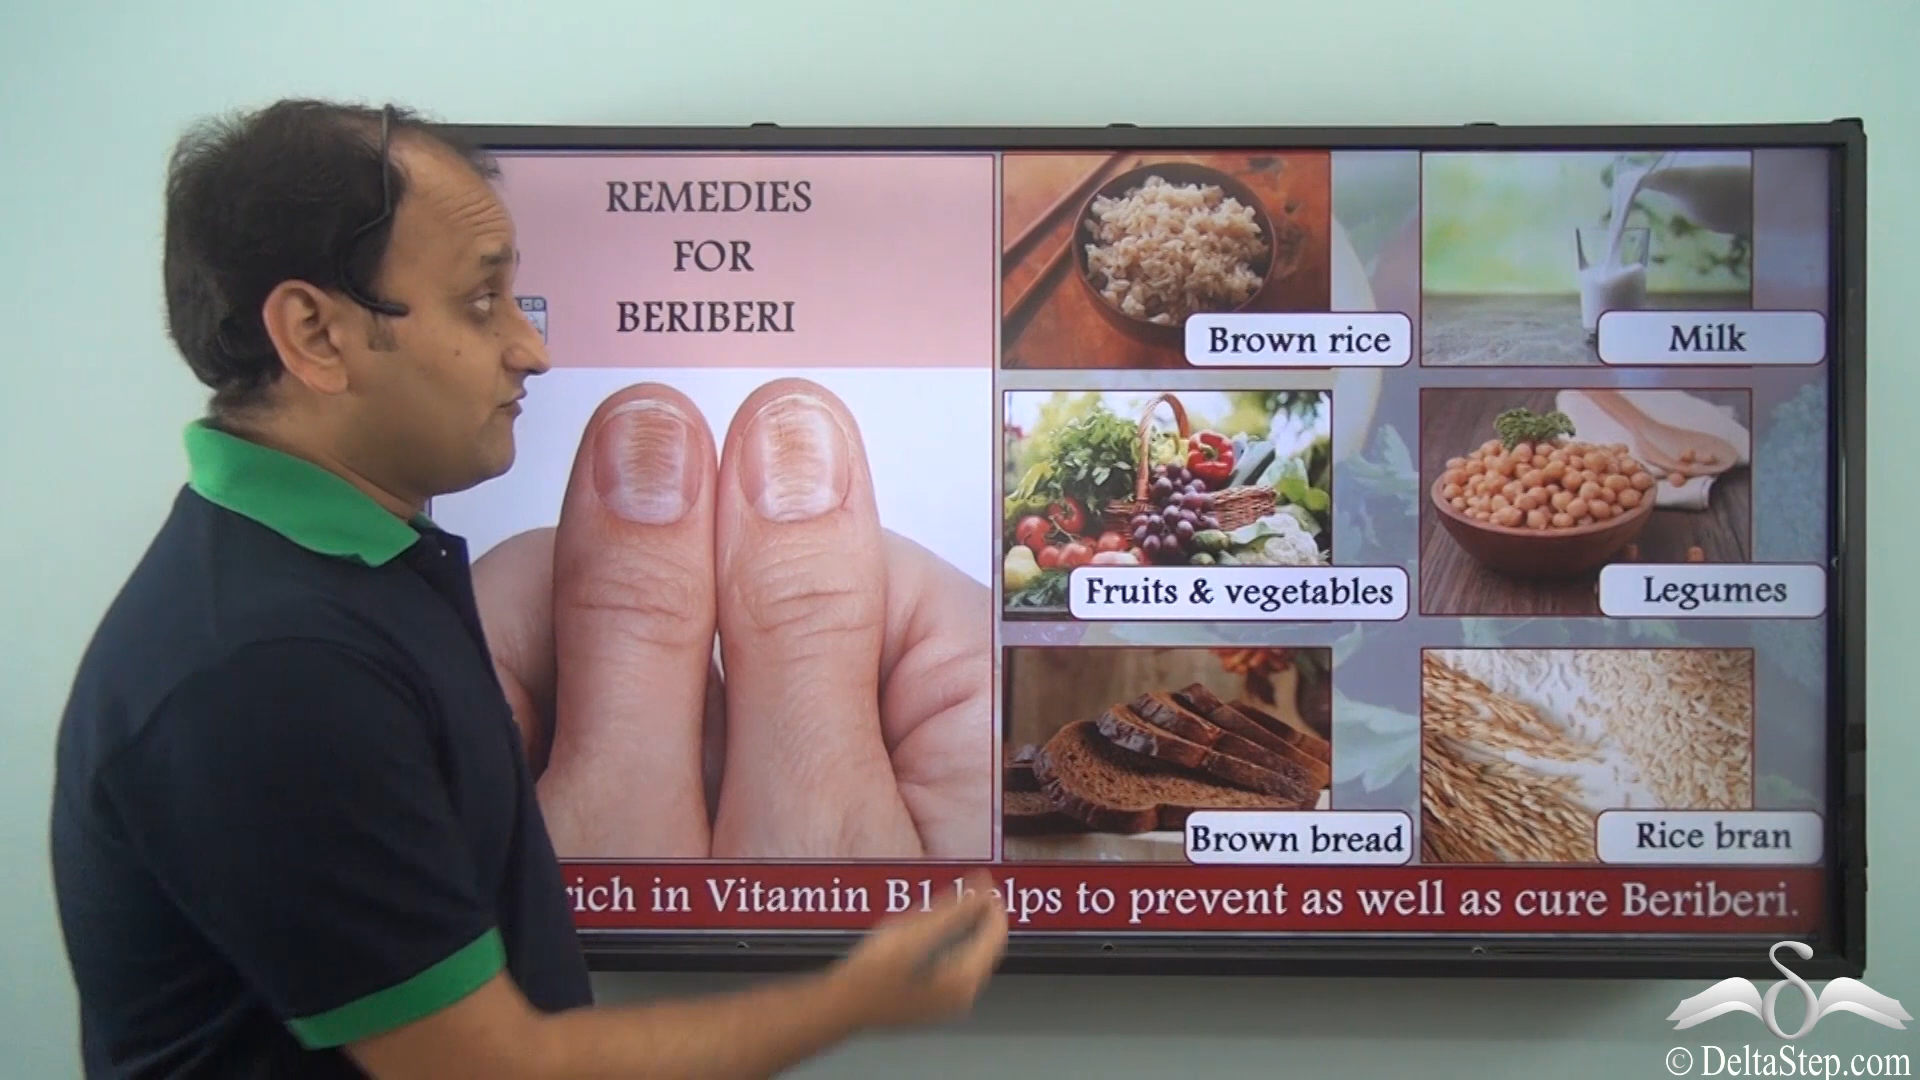 REMEDIES
FOR
BERIBERI
Brown rice
Milk
Fruits & vegetables
Legumes
Brown bread
Rice bran
rich in Vitamin B1 helps to prevent as well as cure Beriberi.
© DeltaStep.com